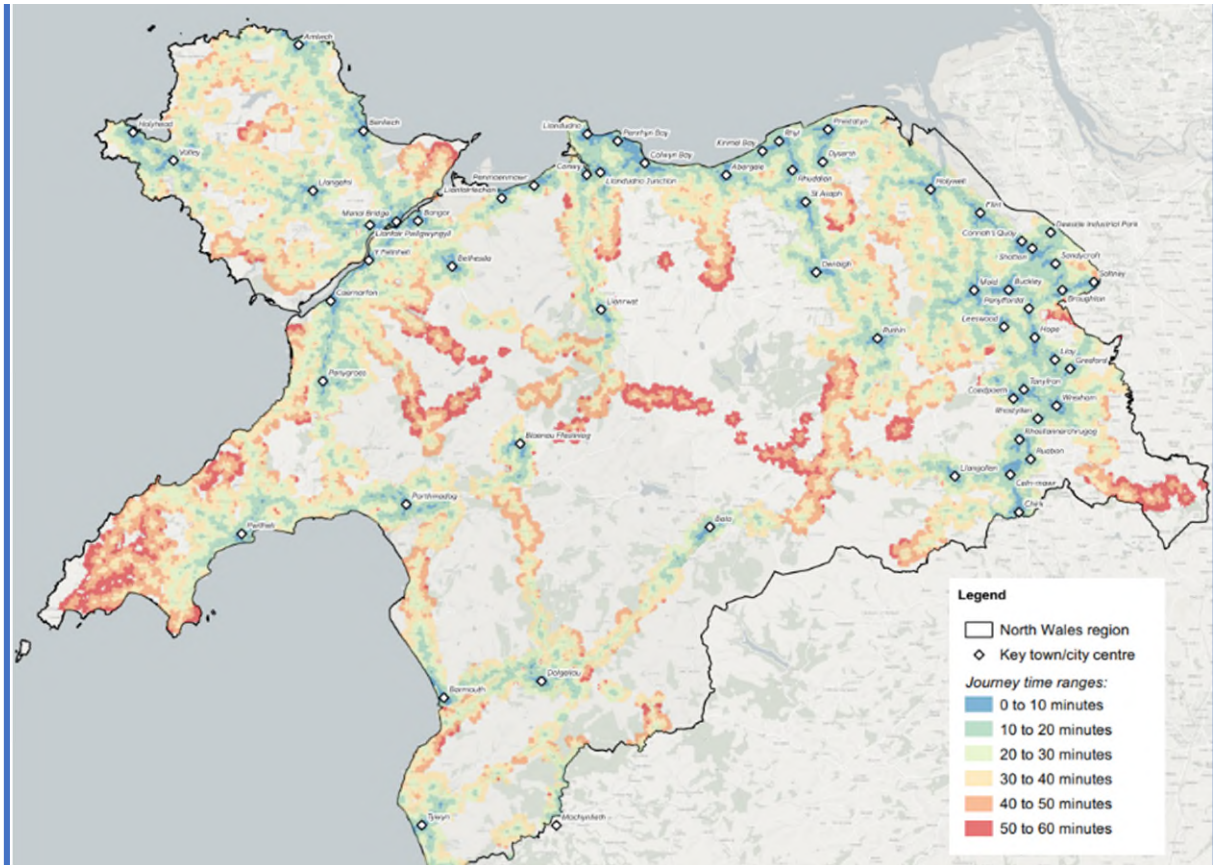 Amlwch
Holyhead
Benllech
Valley
Llangefni
Menai Bridge
Bangor
Llanfair Pwllgwyngyll
Y Felinheli
Bethesda
Caernarfon
Penygroes
Llanfairfechan
Penmaenmawr
Conwy
Llandudno
Penrhyn Bay
Colwyn Bay
Llandudno Junction
Abergele
Kinmel Bay
Rhyl
Prestatyn
Dyserth
Rhuddlan
St Asaph
Holywell
Flint
Deeside Industrial Park
Connah's Quay
Shotton
Sandycroft
Saltney
Denbigh
Mold
Buckley
Broughton
Penyffordd
Leeswood
Hope
Llanrwst
Ruthin
Llay
Gresford
Coedpoeth
Tanyfron
Wrexham
Rhostyllen
Rhosllannerchrugog
Ruabon
Blaenau Ffestiniog
Llangollen
Cefn-mawr
Chirk
Porthmadog
Pwllheli
Bala
Dolgellau
Barmouth
Tywyn
Machynlleth
Legend
North Wales region
Key town/city centre
Journey time ranges:
0 to 10 minutes
10 to 20 minutes
20 to 30 minutes
30 to 40 minutes
40 to 50 minutes
50 to 60 minutes